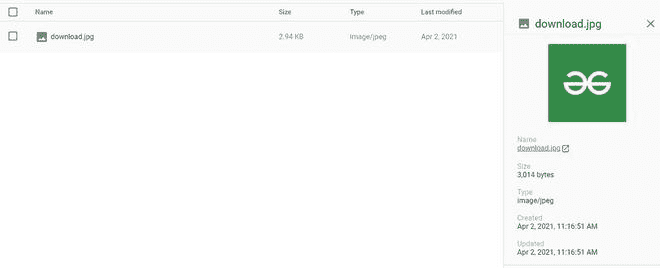 Name Size Type Last modified
download.jpg 2.94 KB image/jpeg Apr 2, 2021
download.jpg
Name
download.jpg
Size
3,014 bytes
Type
image/jpeg
Created
Apr 2, 2021, 11:16:51 AM
Updated
Apr 2, 2021, 11:16:51 AM